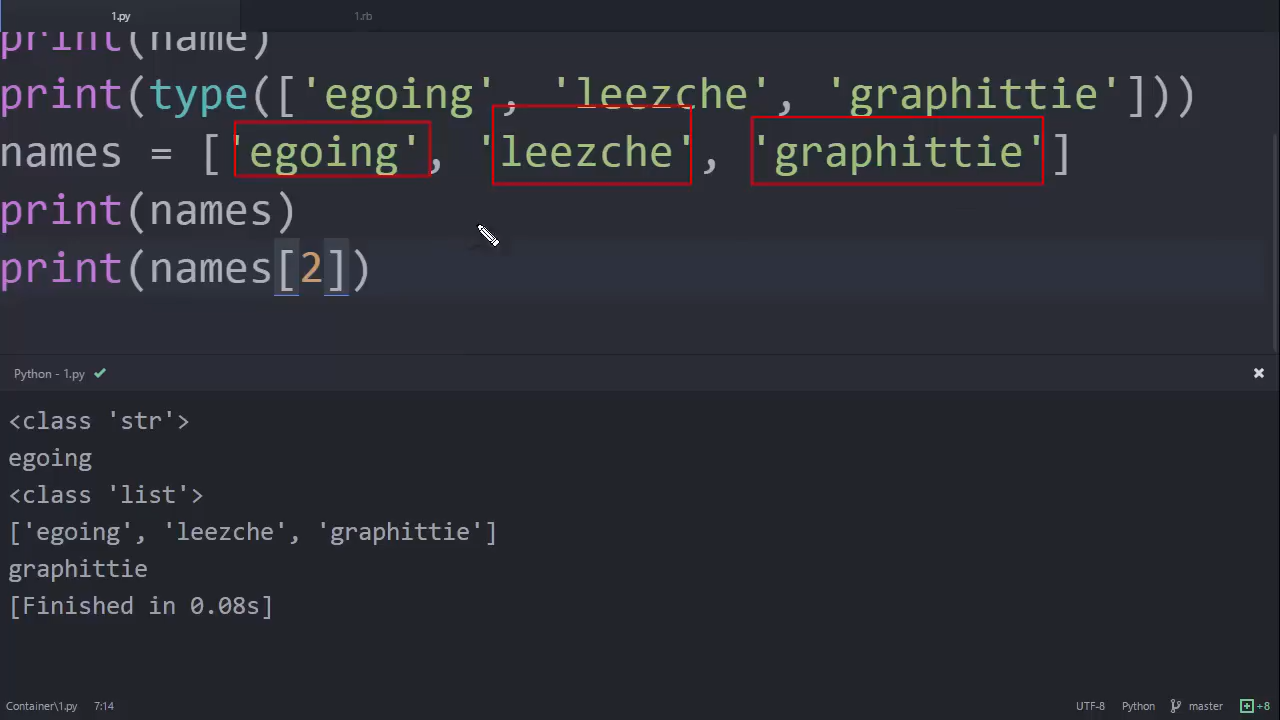 1.py 1.rb
print(name)
print(type(['egoing', 'leezche', 'graphittie']))
names = ['egoing', 'leezche', 'graphittie']
print(names)
print(names[2])
Python - 1.py
<class 'str'>
egoing
<class 'list'>
['egoing', 'leezche', 'graphittie']
graphittie
[Finished in 0.08s]
Container\1.py 7:14 UTF-8 Python master +8